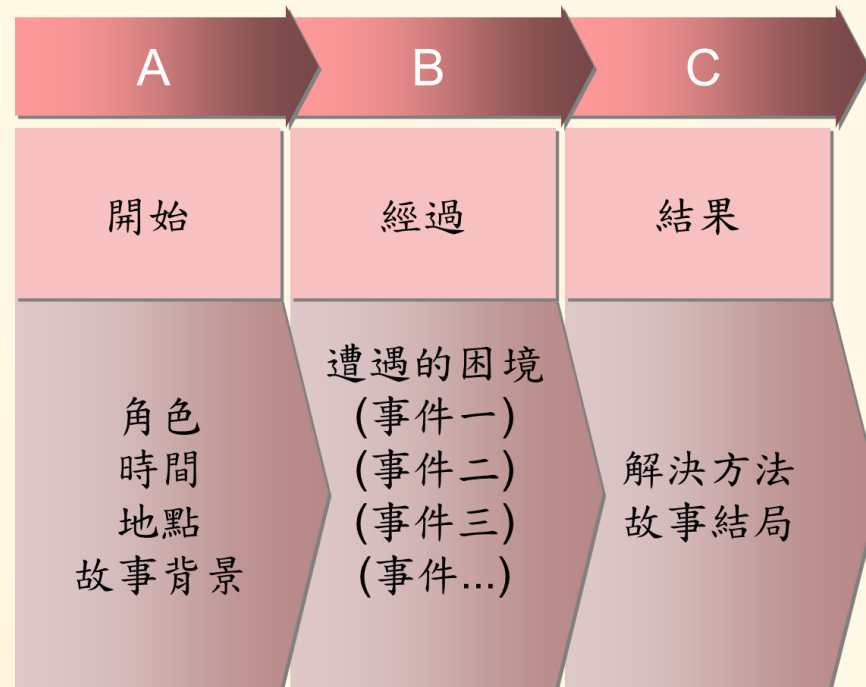 A
B
C
開始
經過
結果
角色
時間
地點
故事背景
遭遇的困境
(事件一)
(事件二)
(事件三)
(事件...)
解決方法
故事結局